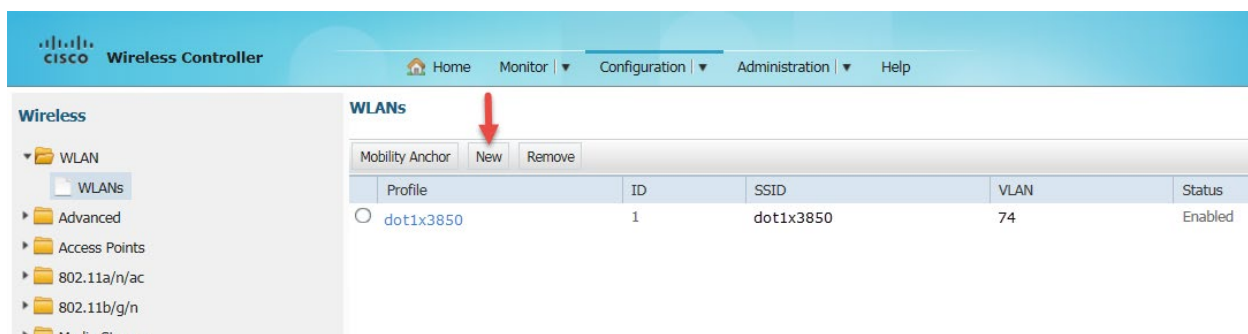 CISCO Wireless Controller
Home Monitor Configuration Administration Help
Wireless
WLAN
WLANs
Advanced
Access Points
802.11a/n/ac
802.11b/g/n
WLANs
Mobility Anchor New Remove
Profile ID SSID VLAN Status
dot1x3850 1 dot1x3850 74 Enabled